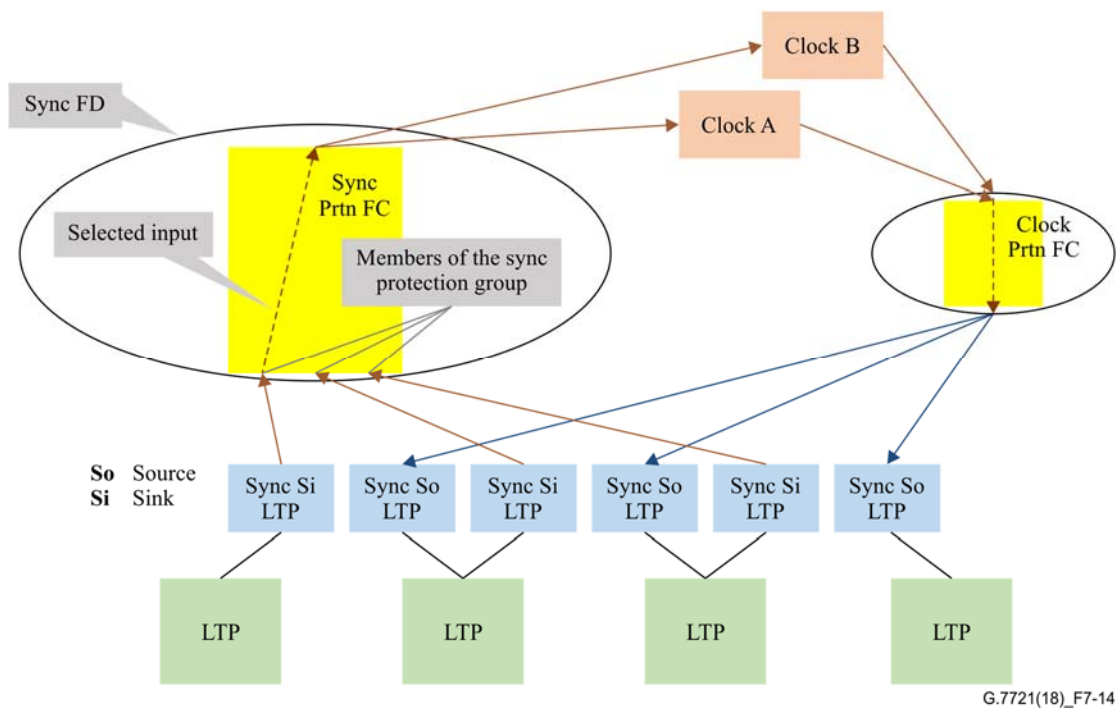 Clock B
Sync FD
Clock A
Sync
Prtn FC
Selected input
Members of the sync
protection group
Clock
Prtn FC
So Source
Si Sink
Sync Si
LTP
Sync So
LTP
Sync Si
LTP
Sync So
LTP
Sync Si
LTP
Sync So
LTP
LTP
LTP
LTP
LTP
G.7721(18)_F7-14